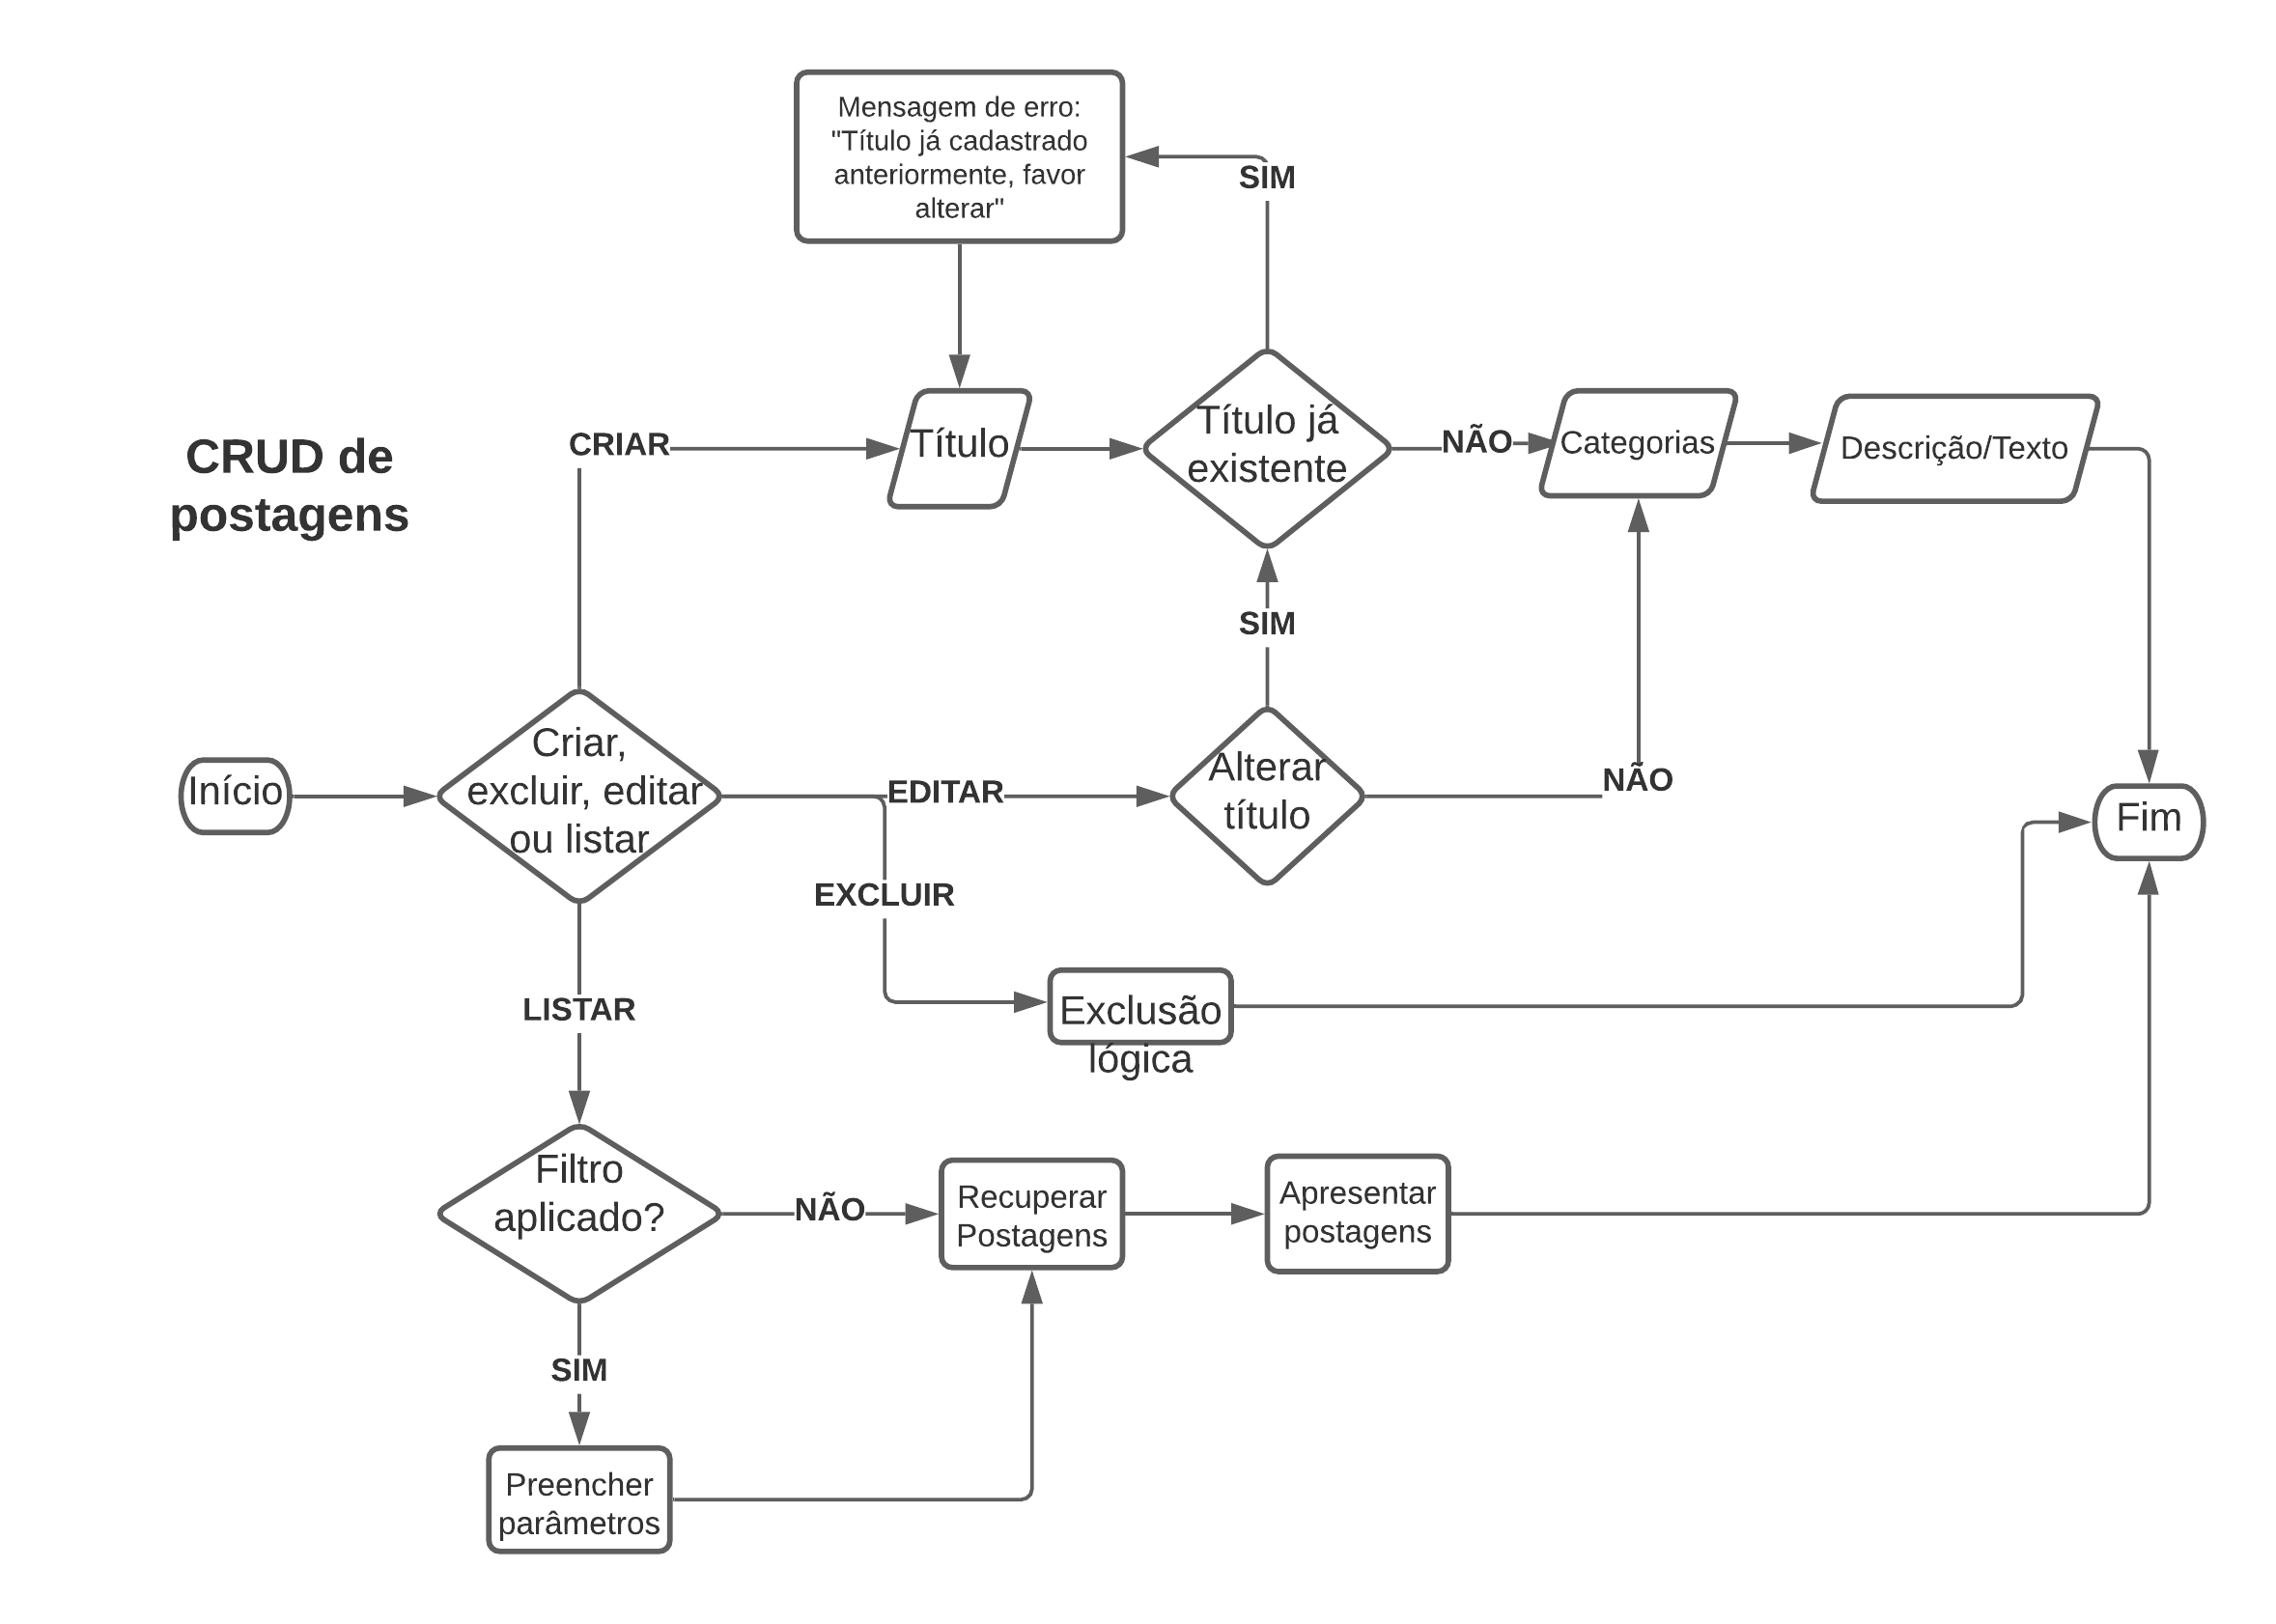 Mensagem de erro:
"Título já cadastrado
anteriormente, favor
alterar"
SIM
CRUD de
postagens
CRIAR
Título
Título já
existente
NÃO
Categorias
Descrição/Texto
SIM
Início
Criar,
excluir, editar
ou listar
EDITAR
Alterar
título
NÃO
Fim
EXCLUIR
LISTAR
Exclusão
lógica
Filtro
aplicado?
NÃO
Recuperar
Postagens
Apresentar
postagens
SIM
Preencher
parâmetros